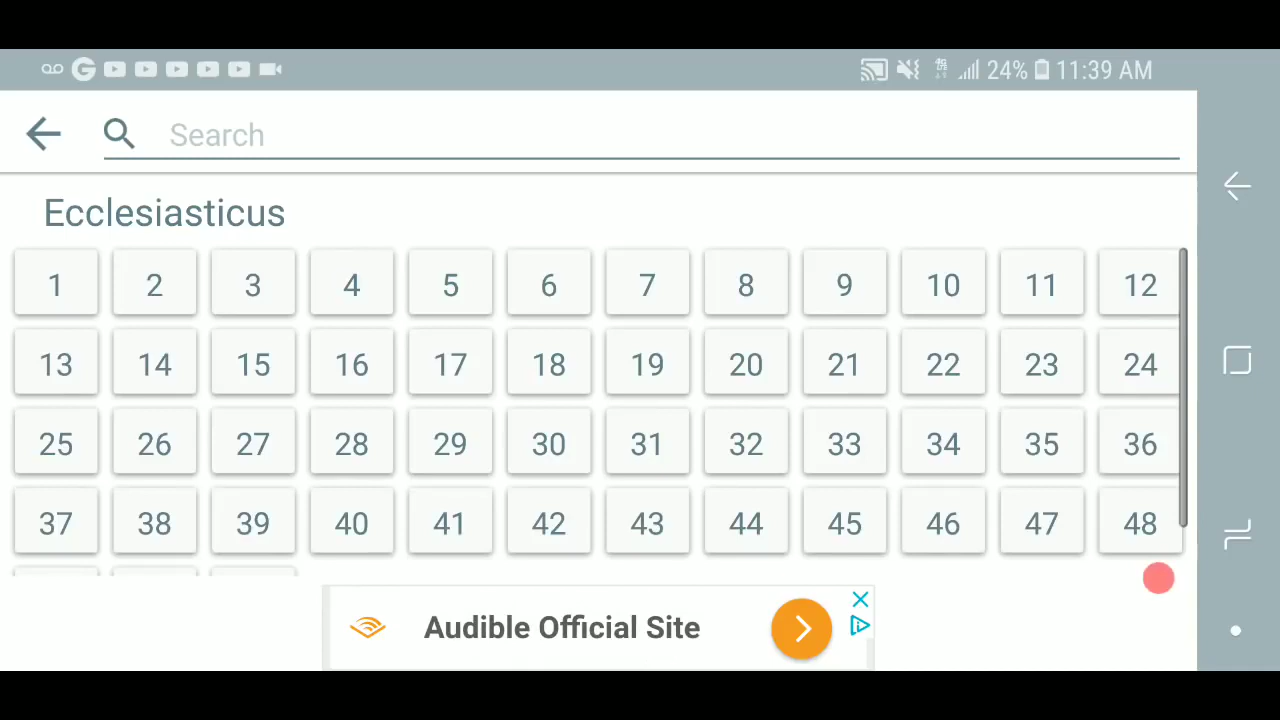 24% 11:39 AM
Search
Ecclesiasticus
1 2 3 4 5 6 7 8 9 10 11 12
13 14 15 16 17 18 19 20 21 22 23 24
25 26 27 28 29 30 31 32 33 34 35 36
37 38 39 40 41 42 43 44 45 46 47 48
Audible Official Site